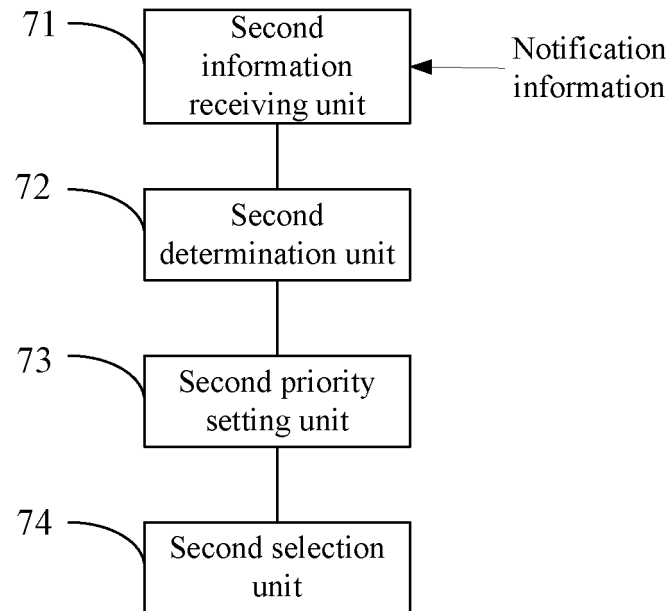 71
Second
information
receiving unit
Notification
information
72
Second
determination unit
73
Second priority
setting unit
74
Second selection
unit